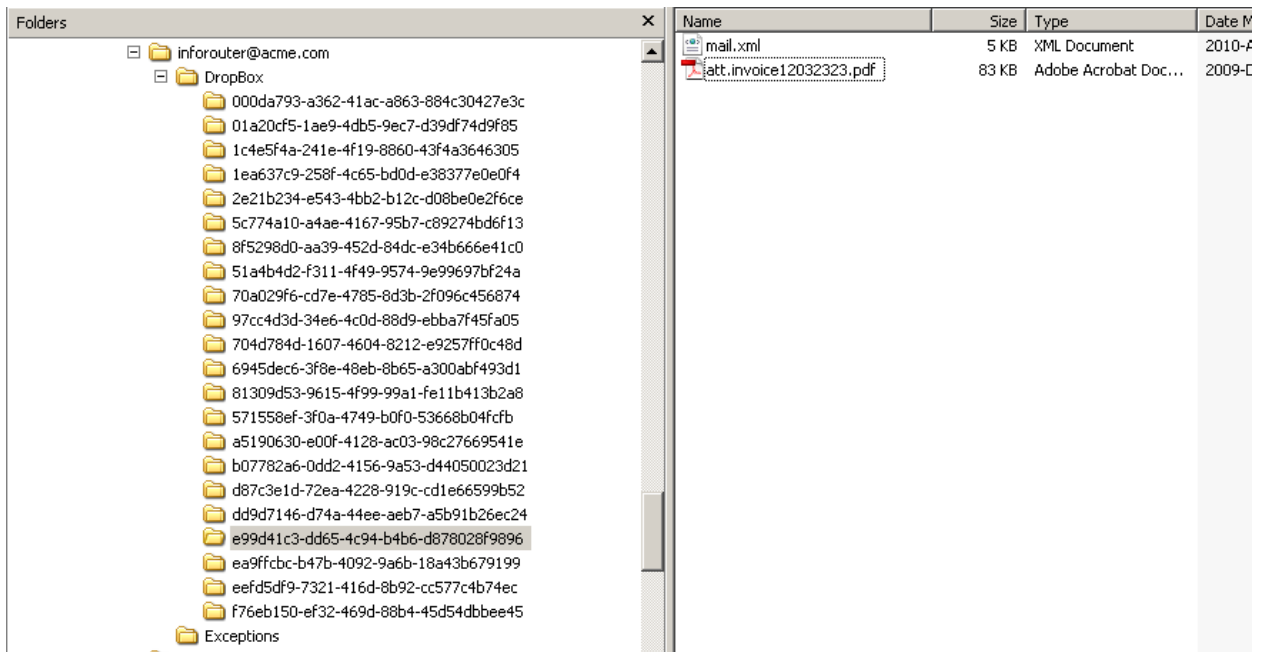 Folders
inforouter@acme.com
DropBox
000da793-a362-41ac-a863-884c30427e3c
01a20cf5-1ae9-4db5-9ec7-d39df74d9f85
1c4e5f4a-241e-4f19-8860-43f4a3646305
1ea637c9-258f-4c65-bd0d-e38377e0e0f4
2e21b234-e543-4bb2-b12c-d08be0e2f6ce
5c774a10-a4ae-4167-95b7-c89274bd6f13
8f5298d0-aa39-452d-84dc-e34b666e41c0
51a4b4d2-f311-4f49-9574-9e99697bf24a
70a029f6-cd7e-4785-8d3b-2f096c456874
97cc4d3d-34e6-4c0d-88d9-ebba7f45fa05
704d784d-1607-4604-8212-e9257ff0c48d
6945dec6-3f8e-48eb-8b65-a300abf493d1
81309d53-9615-4f99-99a1-fe11b413b2a8
571558ef-3f0a-4749-b0f0-53668b04fcfb
a5190630-e00f-4128-ac03-98c27669541e
b07782a6-0dd2-4156-9a53-d44050023d21
d87c3e1d-72ea-4228-919c-cd1e66599b52
dd9d7146-d74a-44ee-aeb7-a5b91b26ec24
e99d41c3-dd65-4c94-b4b6-d878028f9896
ea9ffcbc-b47b-4092-9a6b-18a43b679199
eefd5df9-7321-416d-8b92-cc577c4b74ec
f76eb150-ef32-469d-88b4-45d54dbbee45
Exceptions
Name Size Type Date M
mail.xml 5 KB XML Document 2010-A
att.invoice12032323.pdf 83 KB Adobe Acrobat Doc... 2009-D